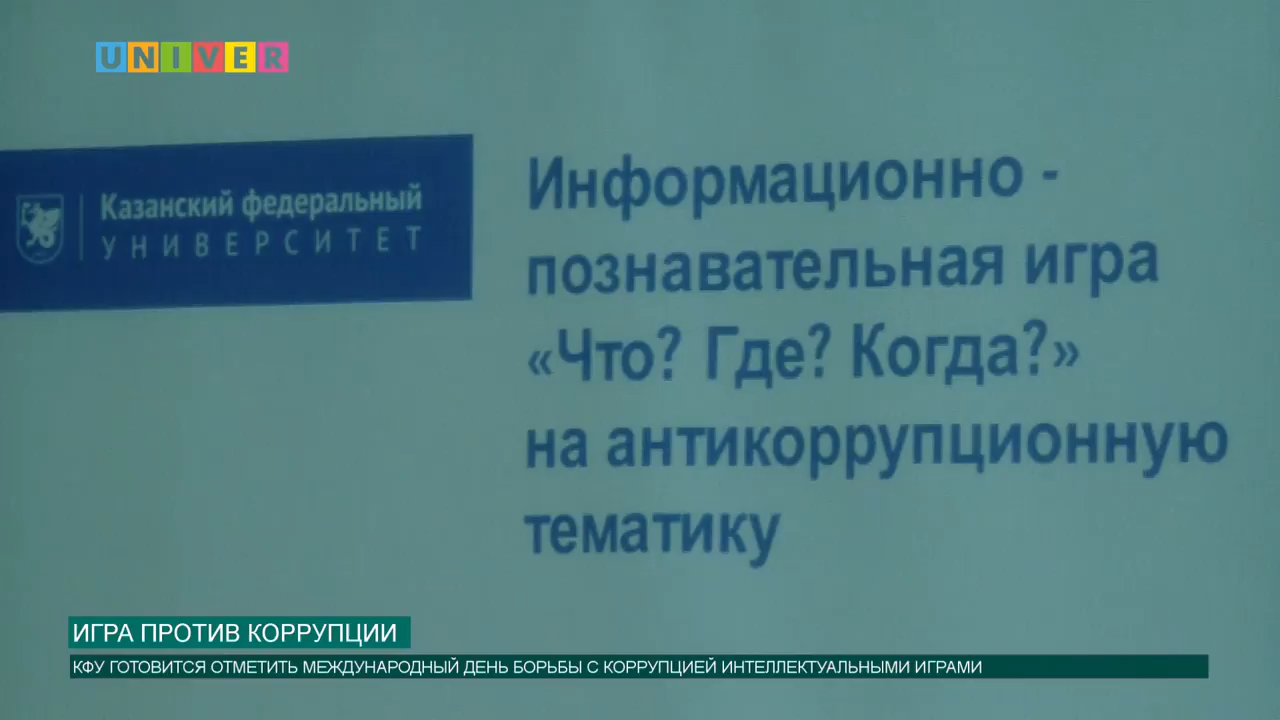 UNIVER
Казанский федеральный
УНИВЕРСИТЕТ
Информационно -
познавательная игра
«Что? Где? Когда?»
на антикоррупционную
тематику
ИГРА ПРОТИВ КОРРУПЦИИ
КФУ ГОТОВИТСЯ ОТМЕТИТЬ МЕЖДУНАРОДНЫЙ ДЕНЬ БОРЬБЫ С КОРРУПЦИЕЙ ИНТЕЛЛЕКТУАЛЬНЫМИ ИГРАМИ